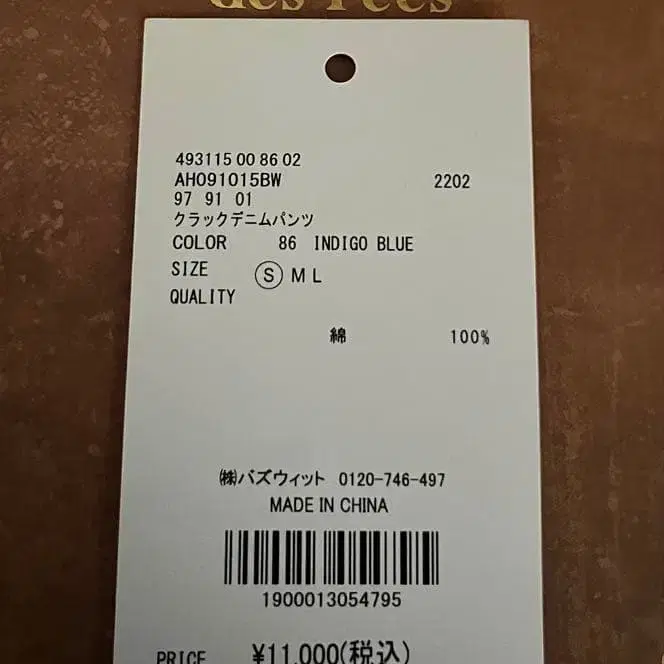 des Fées
493115 00 86 02
AH091015BW 2202
97 91 01
クラックデニムパンツ
COLOR 86 INDIGO BLUE
SIZE Ⓢ M L
QUALITY
綿 100%
㈱バズウィット 0120-746-497
MADE IN CHINA
1900013054795
PRICE ¥11,000(税込)